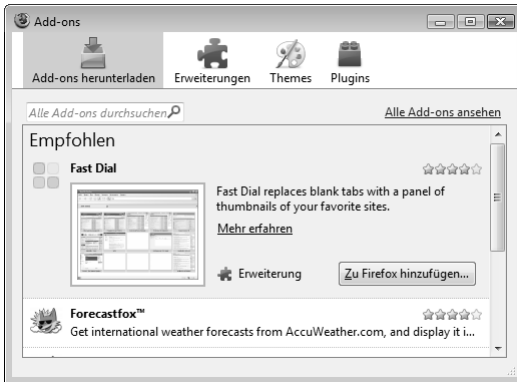 Add-ons
Add-ons herunterladen
Erweiterungen
Themes
Plugins
Alle Add-ons durchsuchen
Alle Add-ons ansehen
Empfohlen
Fast Dial
Fast Dial replaces blank tabs with a panel of
thumbnails of your favorite sites.
Mehr erfahren
Erweiterung
Zu Firefox hinzufügen...
Forecastfox™
Get international weather forecasts from AccuWeather.com, and display it i...